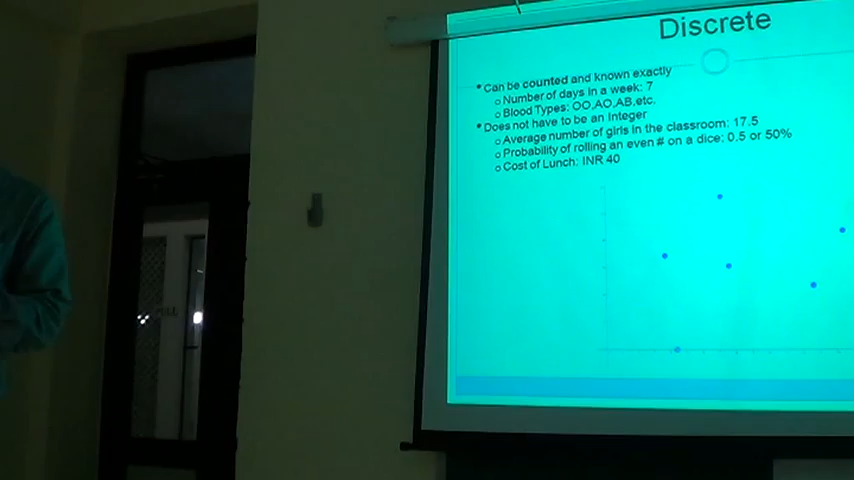 Discrete
Can be counted and known exactly
Number of days in a week: 7
Blood Types: OO,AO,AB,etc.
Does not have to be an Integer
Average number of girls in the classroom: 17.5
Probability of rolling an even # on a dice: 0.5 or 50%
Cost of Lunch: INR 40